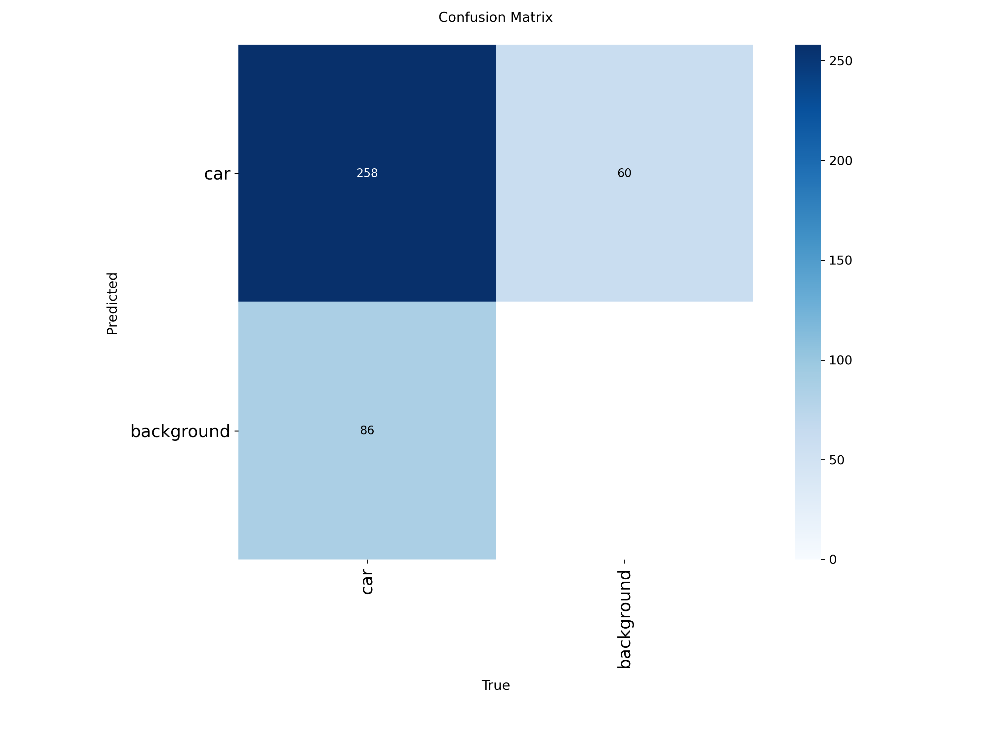 Confusion Matrix
car
258
60
250
200
150
100
50
0
Predicted
background
86
car
background
True